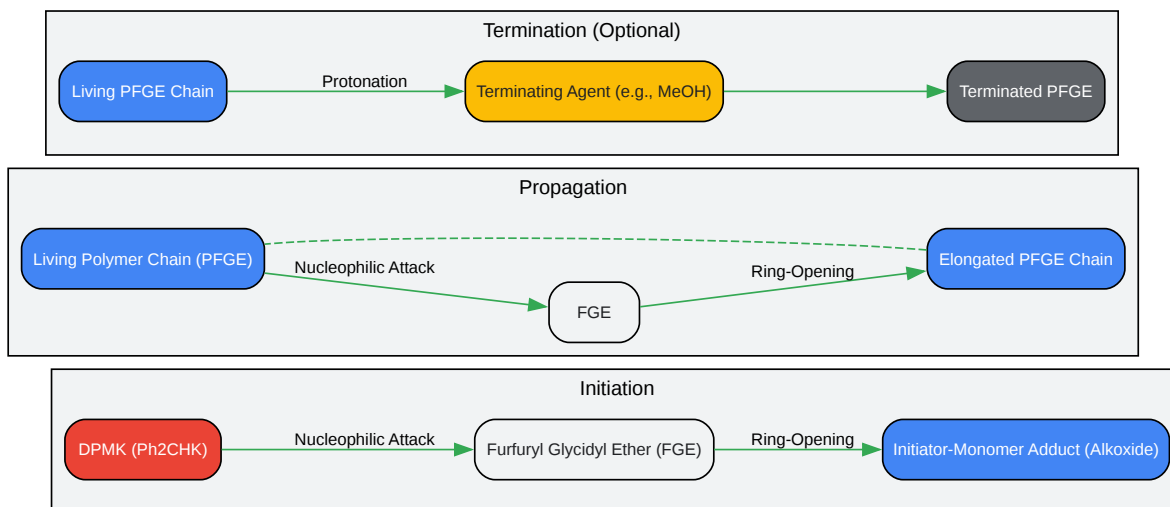 Termination (Optional)
Living PFGE Chain
Protonation
Terminating Agent (e.g., MeOH)
Terminated PFGE
Propagation
Living Polymer Chain (PFGE)
Nucleophilic Attack
FGE
Ring-Opening
Elongated PFGE Chain
Initiation
DPMK (Ph2CHK)
Nucleophilic Attack
Furfuryl Glycidyl Ether (FGE)
Ring-Opening
Initiator-Monomer Adduct (Alkoxide)